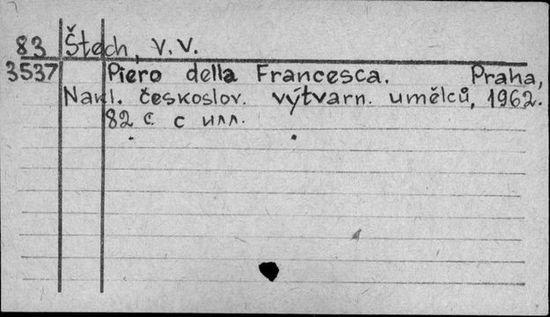 83 Štech, V. V.
3537 Piero della Francesca. Praha,
Nakl. českoslov. výtvarn. umělců, 1962.
82 с. с илл.